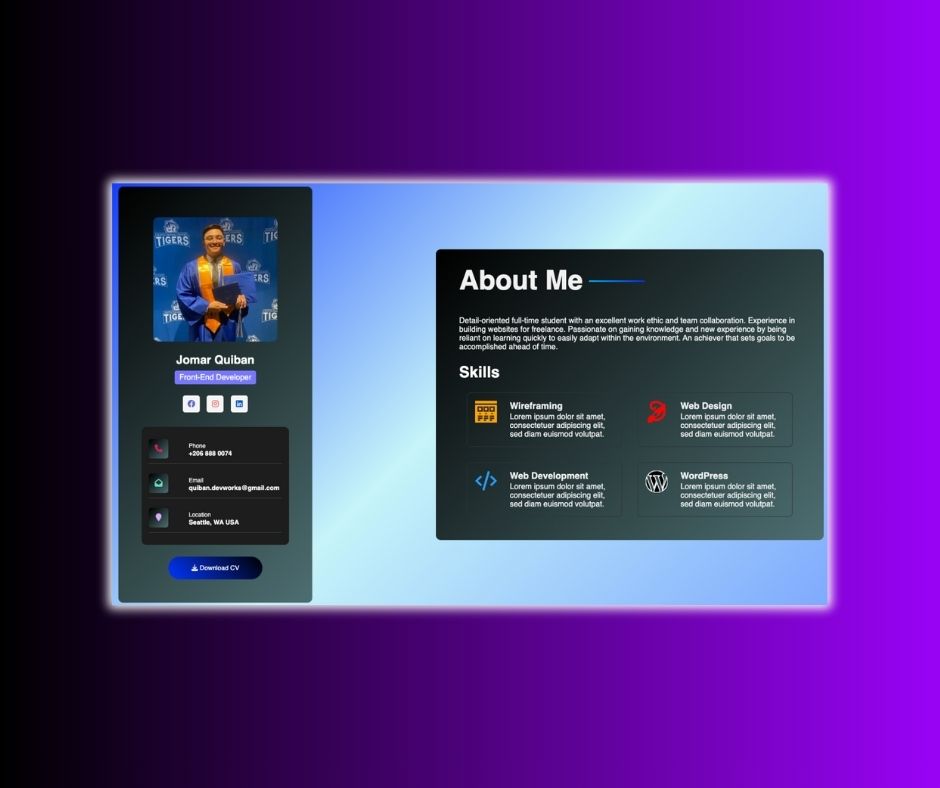 TIGERS
ERS
TI
RS
ERS
TIG
TIG
Jomar Quiban
Front-End Developer
Phone
+206 888 0074
Email
quiban.devworks@gmail.com
Location
Seattle, WA USA
Download CV
About Me
Detail-oriented full-time student with an excellent work ethic and team collaboration. Experience in
building websites for freelance. Passionate on gaining knowledge and new experience by being
reliant on learning quickly to easily adapt within the environment. An achiever that sets goals to be
accomplished ahead of time.
Skills
Wireframing
Lorem ipsum dolor sit amet,
consectetuer adipiscing elit,
sed diam euismod volutpat.
Web Design
Lorem ipsum dolor sit amet,
consectetuer adipiscing elit,
sed diam euismod volutpat.
Web Development
Lorem ipsum dolor sit amet,
consectetuer adipiscing elit,
sed diam euismod volutpat.
WordPress
Lorem ipsum dolor sit amet,
consectetuer adipiscing elit,
sed diam euismod volutpat.